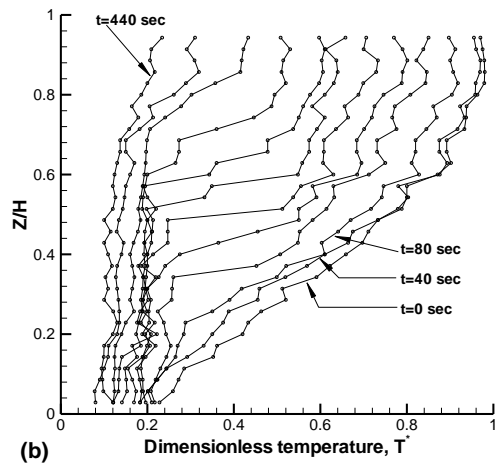 t=440 sec
1
0.8
0.6
0.4
0.2
0
Z/H
t=80 sec
t=40 sec
t=0 sec
0
0.2
0.4
0.6
0.8
1
(b)
Dimensionless temperature, T*